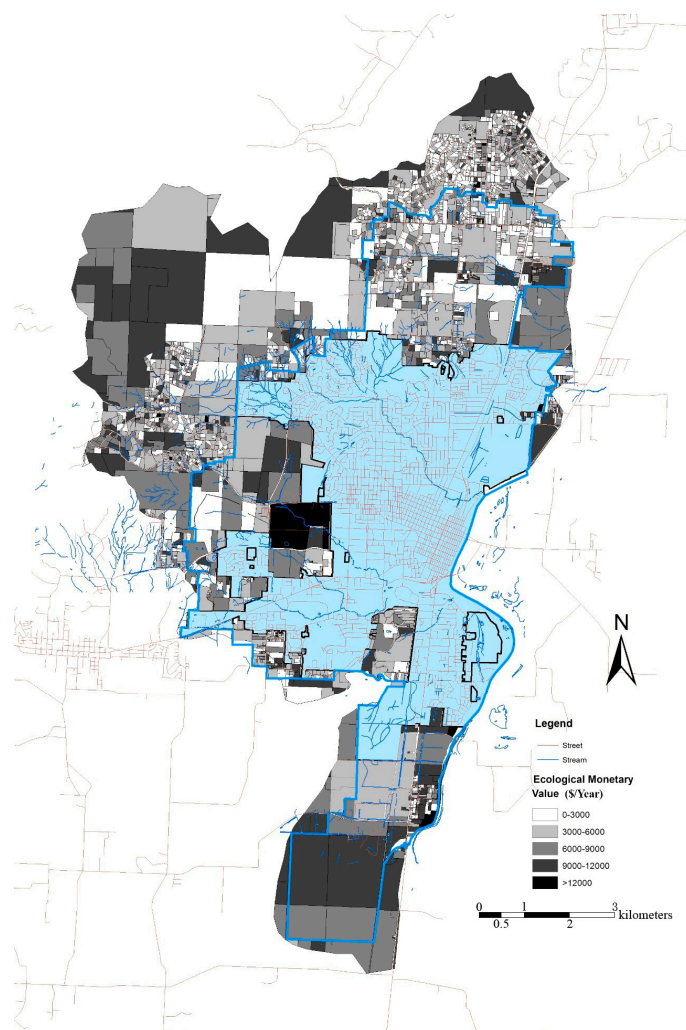 N
Legend
Street
Stream
Ecological Monetary
Value ($/Year)
0-3000
3000-6000
6000-9000
9000-12000
>12000
0 1 3
0.5 2 kilometers